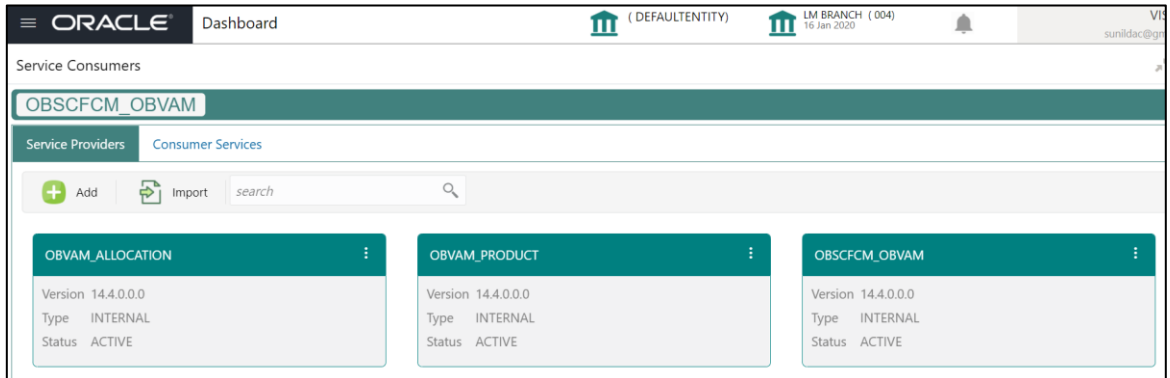 ORACLE® Dashboard ( DEFAULTENTITY) LM BRANCH ( 004)
16 Jan 2020
Service Consumers
OBSCFCM_OBVAM
Service Providers Consumer Services
Add Import search
OBVAM_ALLOCATION OBVAM_PRODUCT OBSCFCM_OBVAM
Version 14.4.0.0.0 Version 14.4.0.0.0 Version 14.4.0.0.0
Type INTERNAL Type INTERNAL Type INTERNAL
Status ACTIVE Status ACTIVE Status ACTIVE